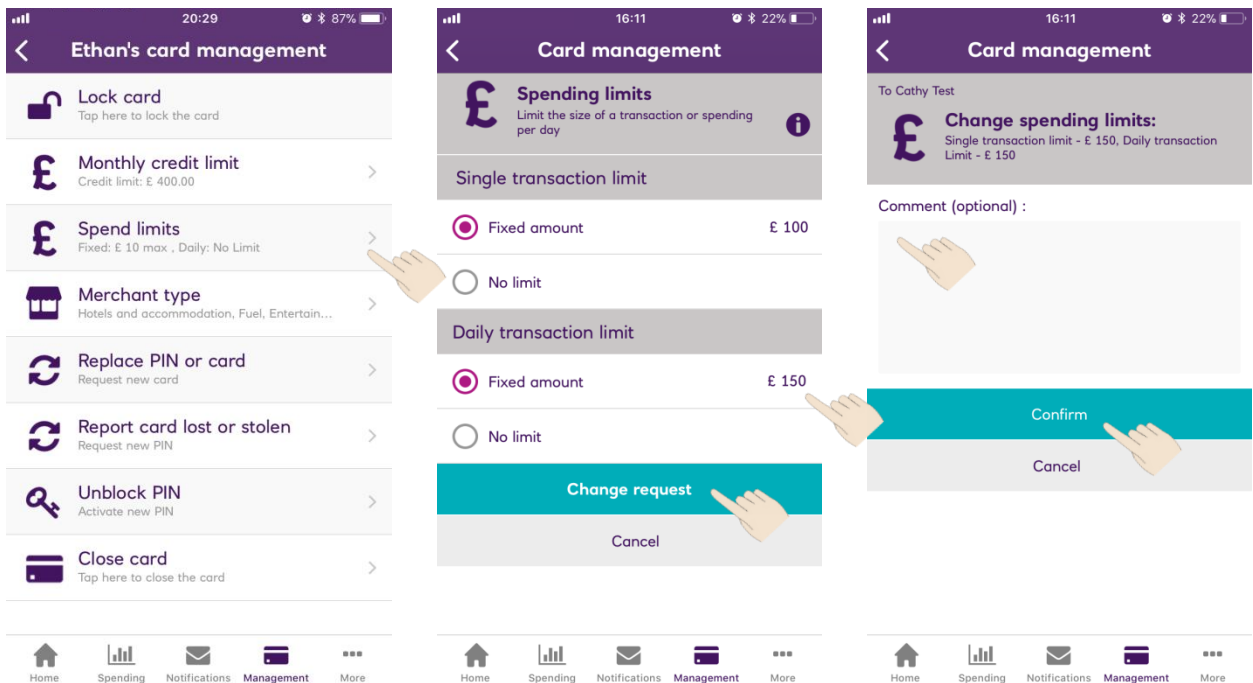 20:29
87%
Ethan's card management
Lock card
Tap here to lock the card
Monthly credit limit
Credit limit: £ 400.00
Spend limits
Fixed: £ 10 max , Daily: No Limit
Merchant type
Hotels and accommodation, Fuel, Entertain...
Replace PIN or card
Request new card
Report card lost or stolen
Request new PIN
Unblock PIN
Activate new PIN
Close card
Tap here to close the card
Home Spending Notifications Management More
16:11
22%
Card management
£
Spending limits
Limit the size of a transaction or spending
per day
Single transaction limit
Fixed amount £ 100
No limit
Daily transaction limit
Fixed amount £ 150
No limit
Change request
Cancel
Home Spending Notifications Management More
16:11
22%
Card management
To Cathy Test
£
Change spending limits:
Single transaction limit - £ 150, Daily transaction
Limit - £ 150
Comment (optional) :
Confirm
Cancel
Home Spending Notifications Management More